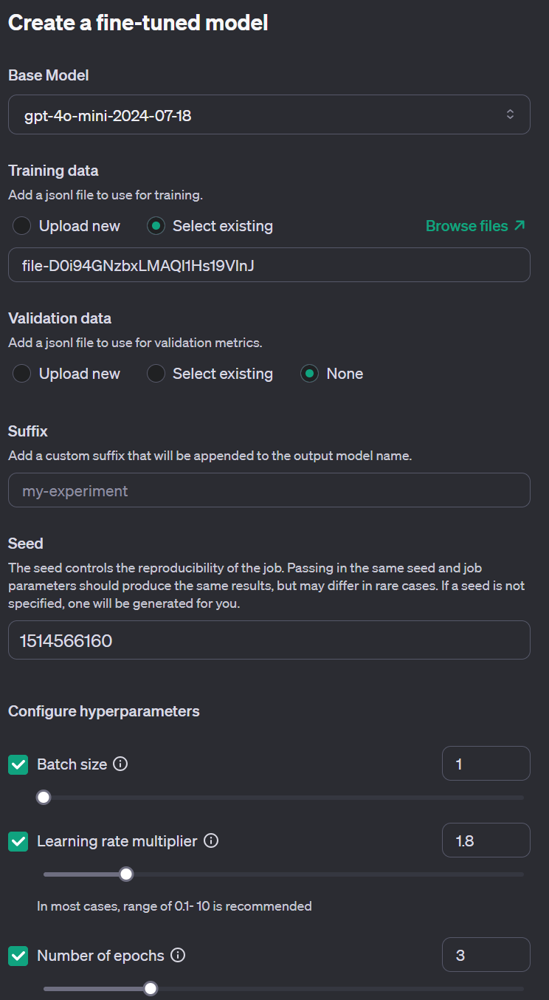 Create a fine-tuned model
Base Model
gpt-4o-mini-2024-07-18
Training data
Add a jsonl file to use for training.
Upload new
Select existing
Browse files
file-D0i94GNzbxLMAQI1Hs19VInJ
Validation data
Add a jsonl file to use for validation metrics.
Upload new
Select existing
None
Suffix
Add a custom suffix that will be appended to the output model name.
my-experiment
Seed
The seed controls the reproducibility of the job. Passing in the same seed and job
parameters should produce the same results, but may differ in rare cases. If a seed is not
specified, one will be generated for you.
1514566160
Configure hyperparameters
Batch size
1
Learning rate multiplier
1.8
In most cases, range of 0.1- 10 is recommended
Number of epochs
3